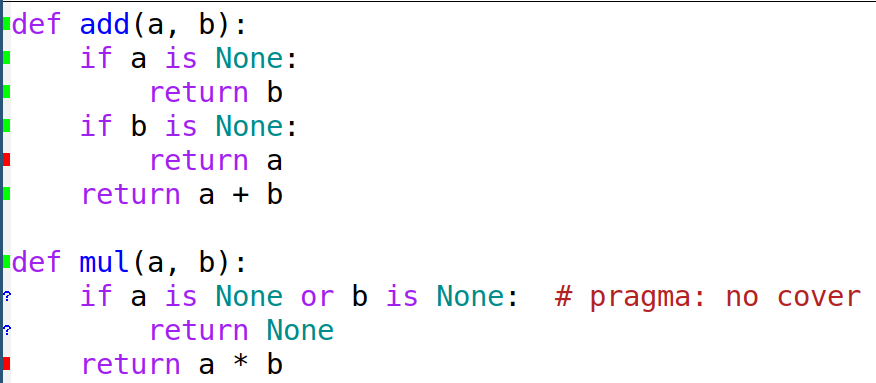 def add(a, b):
    if a is None:
        return b
    if b is None:
        return a
    return a + b

def mul(a, b):
?    if a is None or b is None:  # pragma: no cover
?        return None
    return a * b